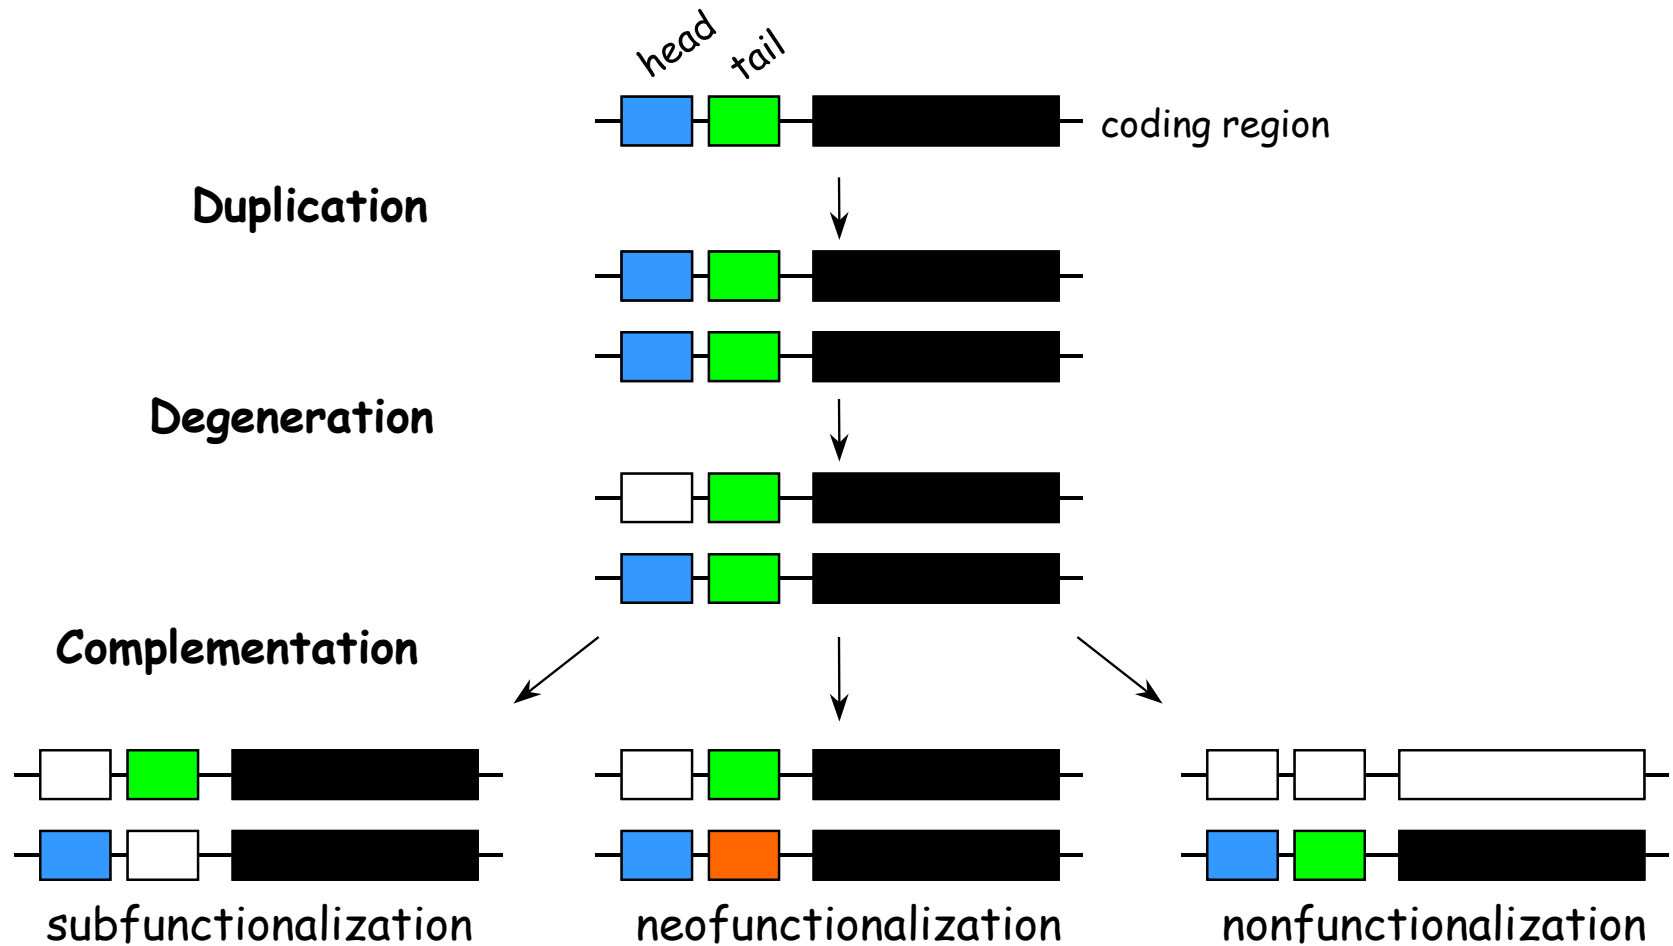 head
tail
coding region
Duplication
Degeneration
Complementation
subfunctionalization
neofunctionalization
nonfunctionalization